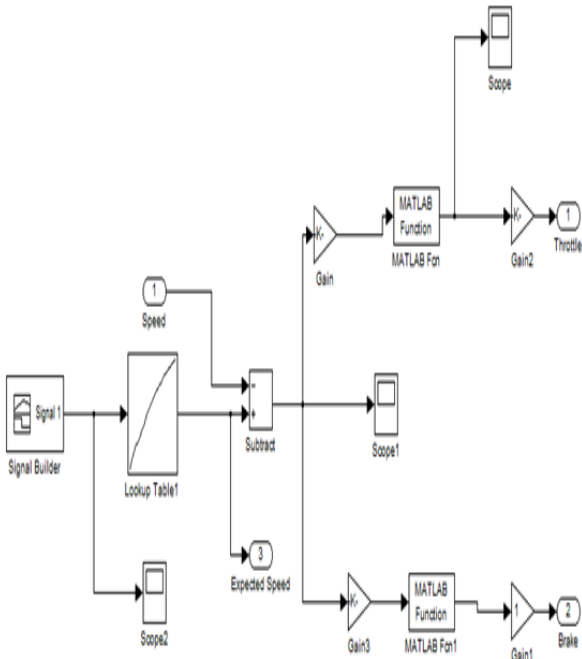 Scope
MATLAB
Function
MATLAB Fcn
K-
Gain
K-
Gain2
1
Throttle
1
Speed
Signal 1
Signal Builder
Lookup Table1
Subtract
Scope1
3
Expected Speed
Scope2
K-
Gain3
MATLAB
Function
MATLAB Fcn1
1
Gain1
2
Brake